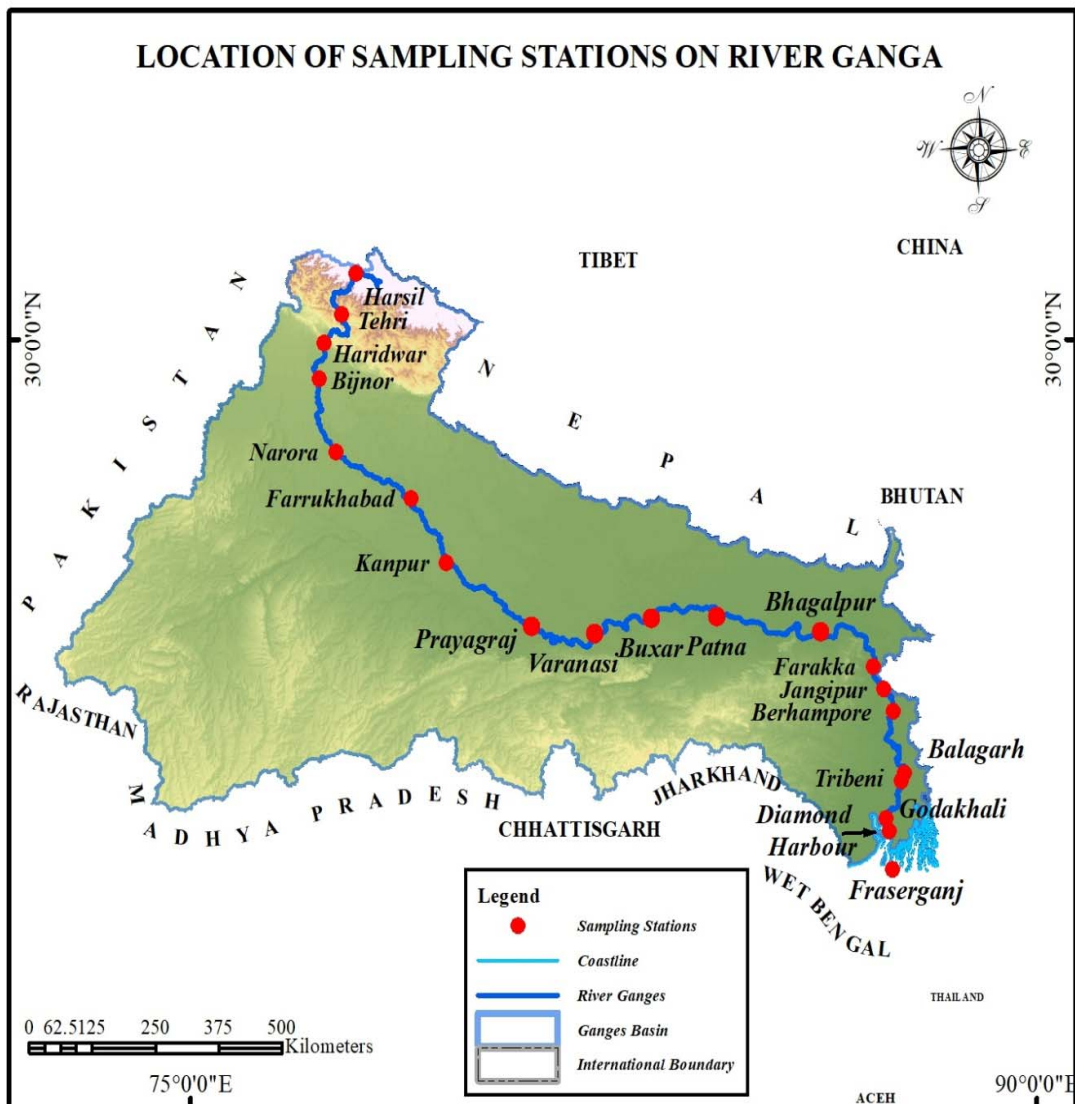 LOCATION OF SAMPLING STATIONS ON RIVER GANGA
N
W
E
S
CHINA
TIBET
PAKISTAN
30°0'0"N
30°0'0"N
Harsil
Tehri
Haridwar
Bijnor
NEPAL
Narora
Farrukhabad
BHUTAN
Kanpur
Prayagraj
Varanasi
Buxar
Patna
Bhagalpur
Farakka
Jangipur
Berhampore
RAJASTHAN
MADHYA PRADESH
CHHATTISGARH
JHARKHAND
Balagarh
Tribeni
Godakhali
Diamond
Harbour
Fraserganj
WET BENGAL
Legend
Sampling Stations
Coastline
River Ganges
Ganges Basin
International Boundary
THAILAND
0 62.5125 250 375 500
Kilometers
75°0'0"E
90°0'0"E
ACEH